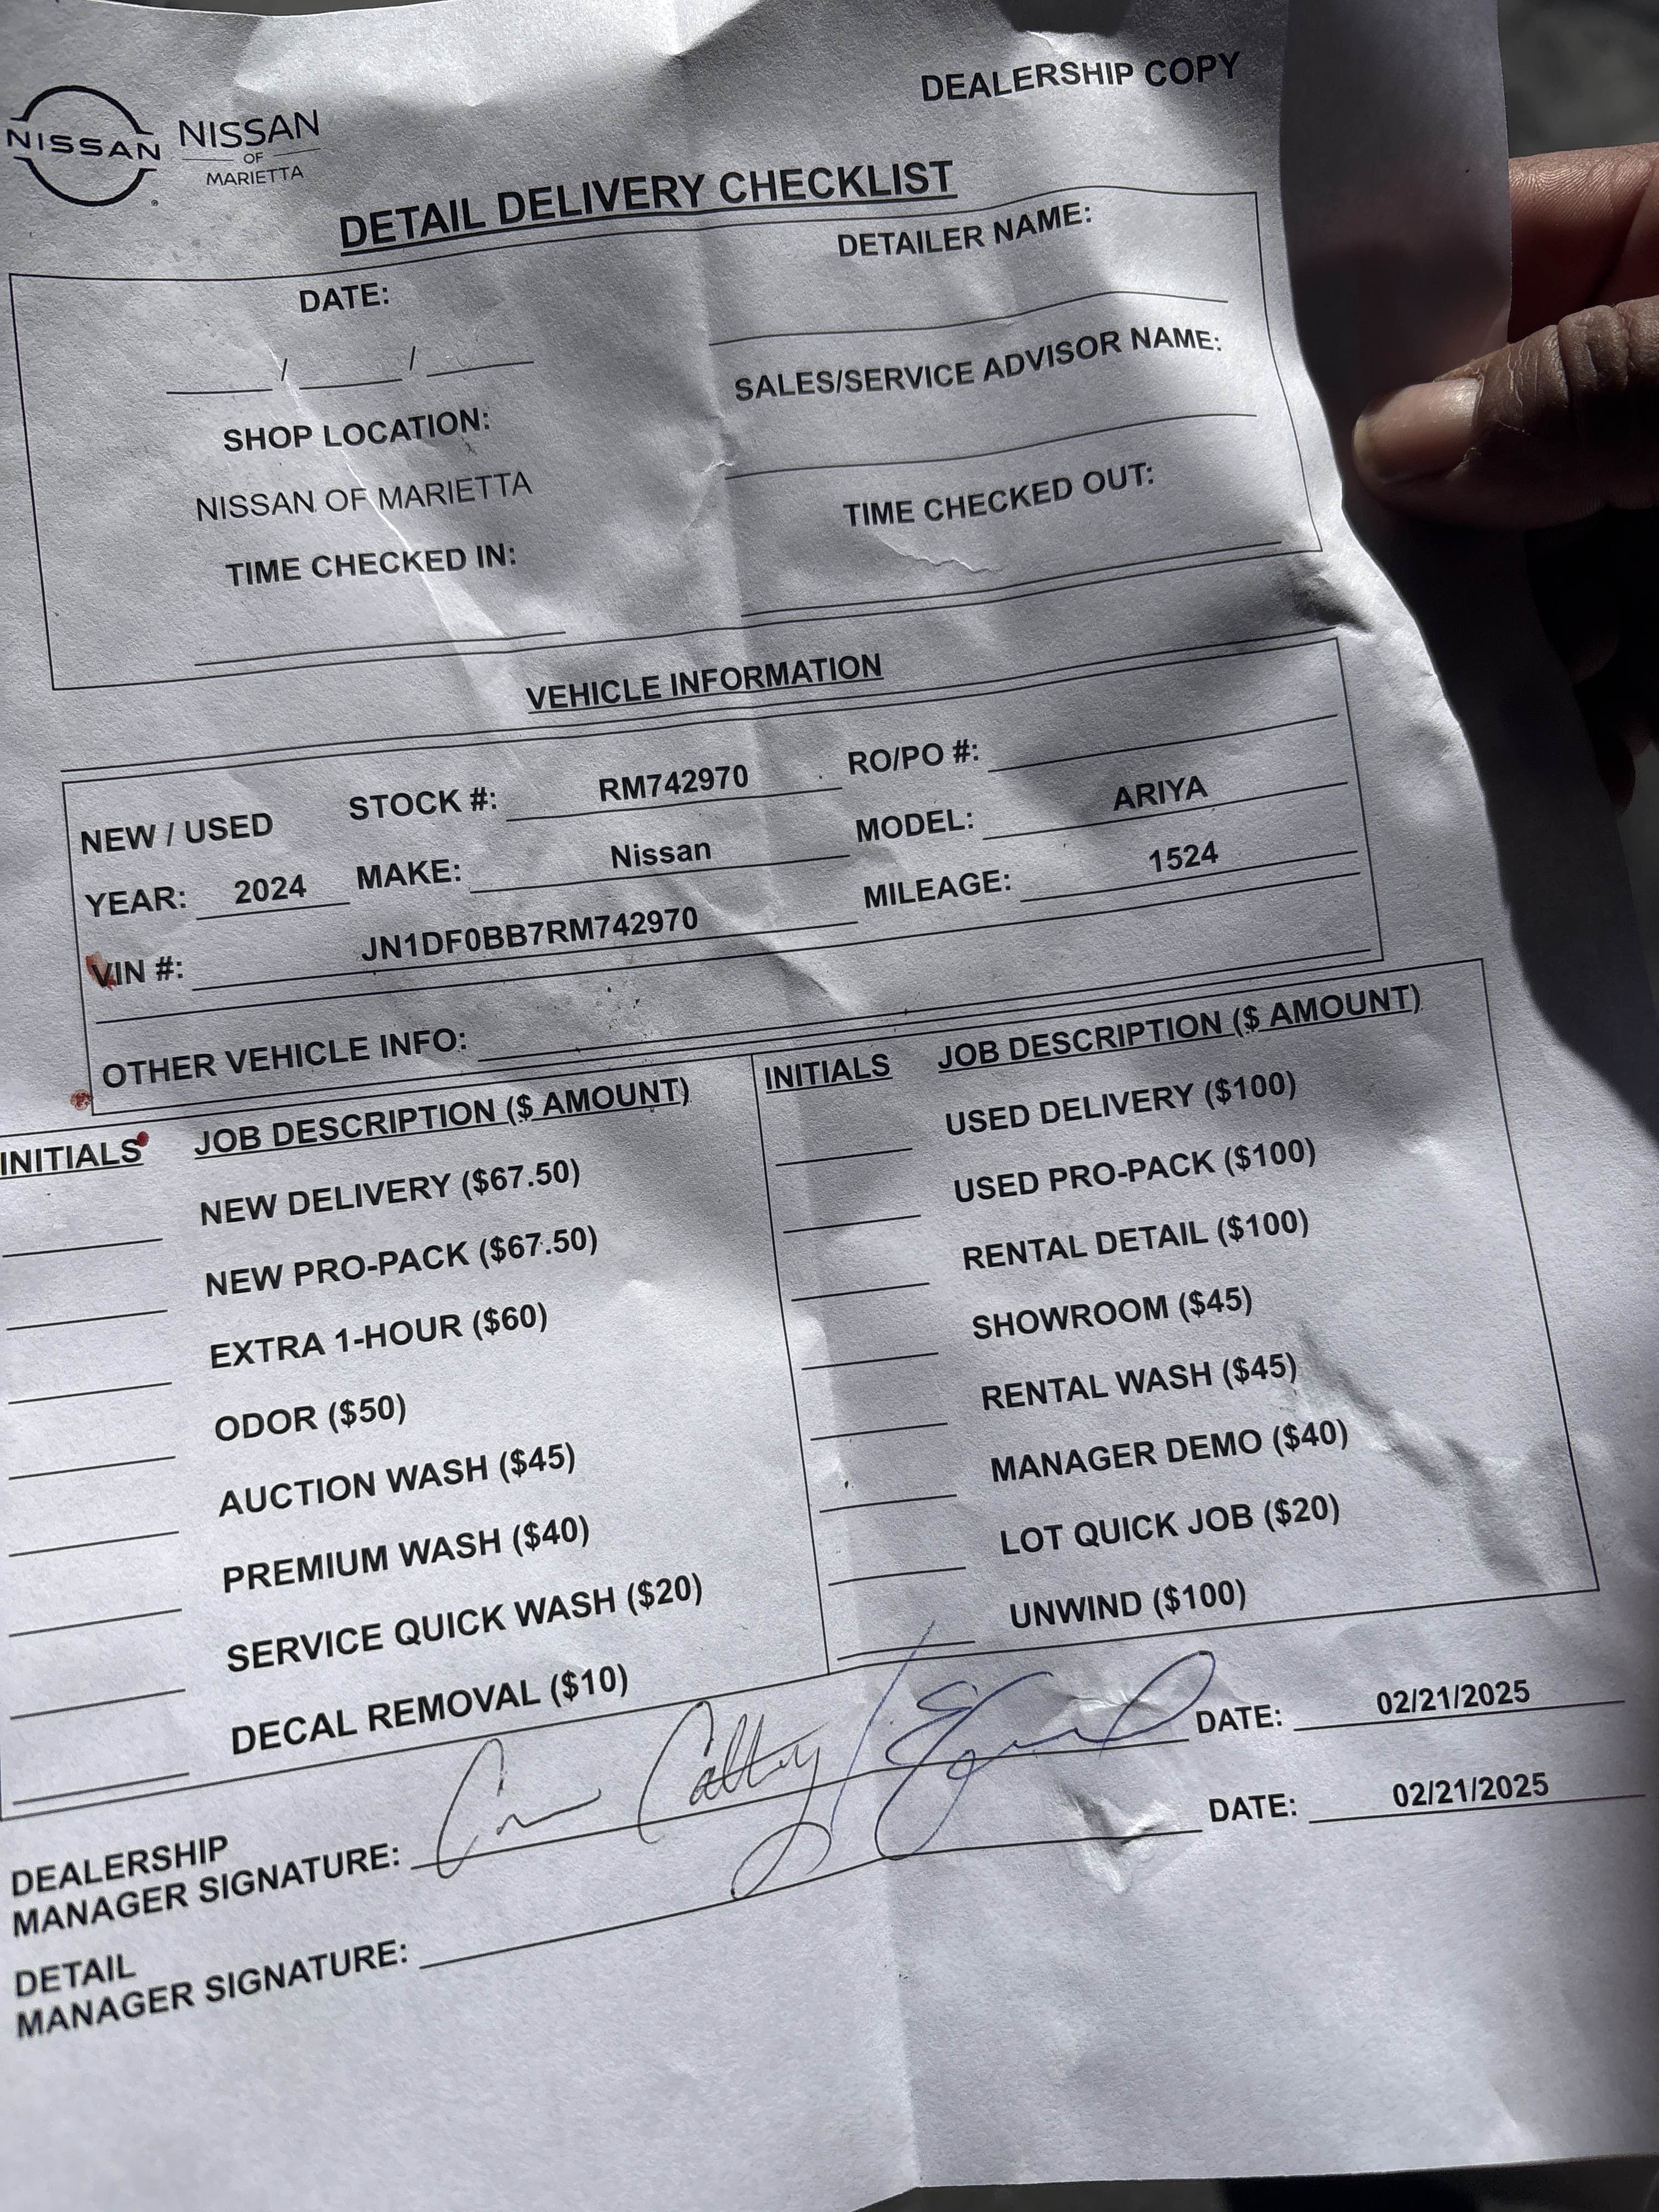 DEALERSHIP COPY
NISSAN
NISSAN
OF
MARIETTA
DETAIL DELIVERY CHECKLIST
DATE:
____ / ____ / ____
DETAILER NAME:
SHOP LOCATION:
NISSAN OF MARIETTA
SALES/SERVICE ADVISOR NAME:
TIME CHECKED IN:
TIME CHECKED OUT:
VEHICLE INFORMATION
NEW / USED STOCK #: RM742970 RO/PO #:
YEAR: 2024 MAKE: Nissan MODEL: ARIYA
VIN #: JN1DF0BB7RM742970 MILEAGE: 1524
OTHER VEHICLE INFO:
INITIALS JOB DESCRIPTION ($ AMOUNT)
NEW DELIVERY ($67.50)
NEW PRO-PACK ($67.50)
EXTRA 1-HOUR ($60)
ODOR ($50)
AUCTION WASH ($45)
PREMIUM WASH ($40)
SERVICE QUICK WASH ($20)
DECAL REMOVAL ($10)
INITIALS JOB DESCRIPTION ($ AMOUNT)
USED DELIVERY ($100)
USED PRO-PACK ($100)
RENTAL DETAIL ($100)
SHOWROOM ($45)
RENTAL WASH ($45)
MANAGER DEMO ($40)
LOT QUICK JOB ($20)
UNWIND ($100)
DEALERSHIP
MANAGER SIGNATURE: DATE: 02/21/2025
DETAIL
MANAGER SIGNATURE: DATE: 02/21/2025